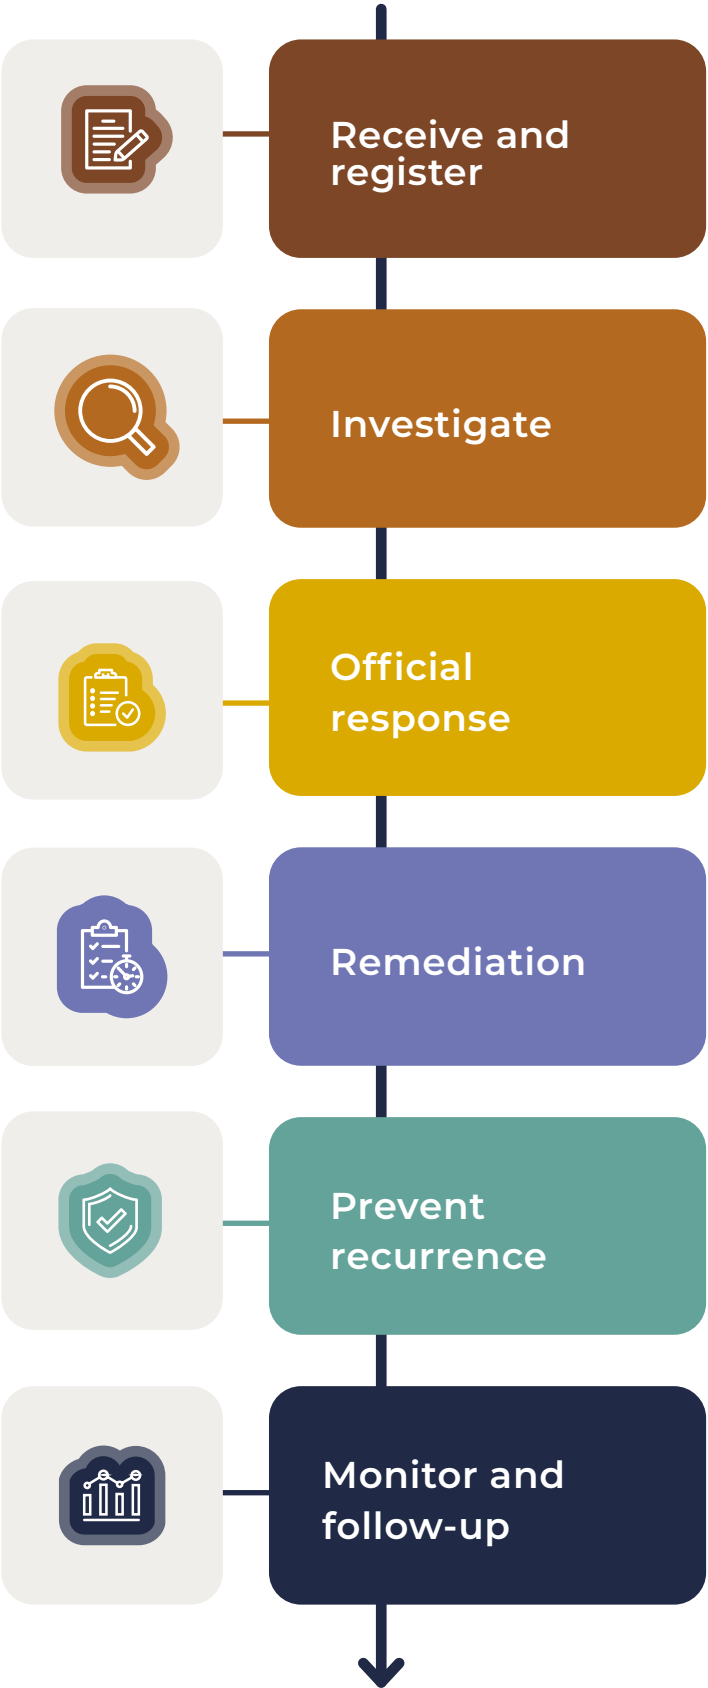 Receive and
register
Investigate
Official
response
Remediation
Prevent
recurrence
Monitor and
follow-up